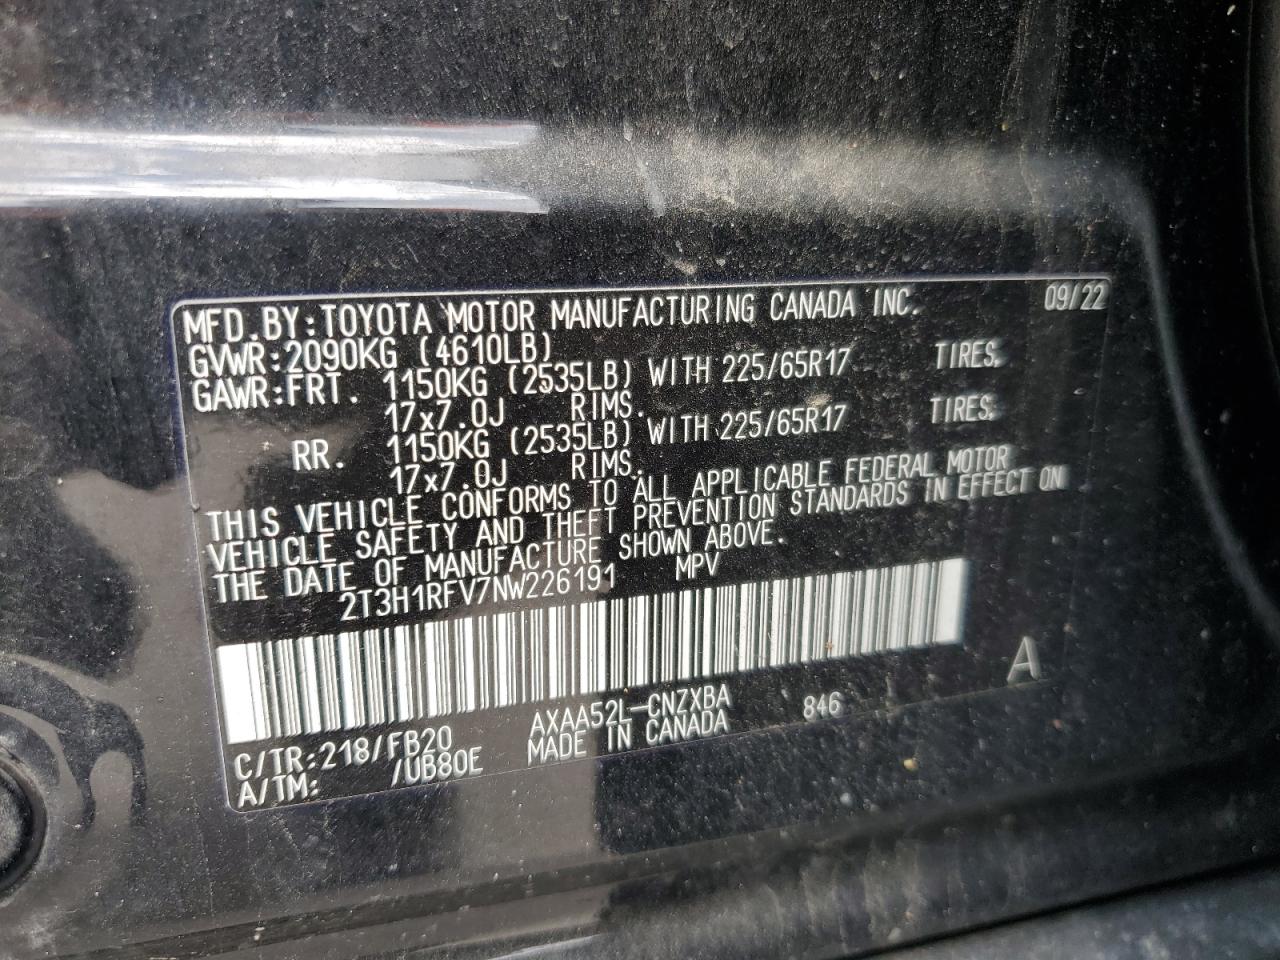 MFD.BY:TOYOTA MOTOR MANUFACTURING CANADA INC. 09/22
GVWR:2090KG (4610LB)
GAWR:FRT. 1150KG (2535LB) WITH 225/65R17 TIRES.
17x7.0J RIMS.
RR. 1150KG (2535LB) WITH 225/65R17 TIRES.
17x7.0J RIMS.
THIS VEHICLE CONFORMS TO ALL APPLICABLE FEDERAL MOTOR
VEHICLE SAFETY AND THEFT PREVENTION STANDARDS IN EFFECT ON
THE DATE OF MANUFACTURE SHOWN ABOVE.
2T3H1RFV7NW226191 MPV
A
C/TR:218/FB20 AXAA52L-CNZXBA 846
A/TM: /UB80E MADE IN CANADA